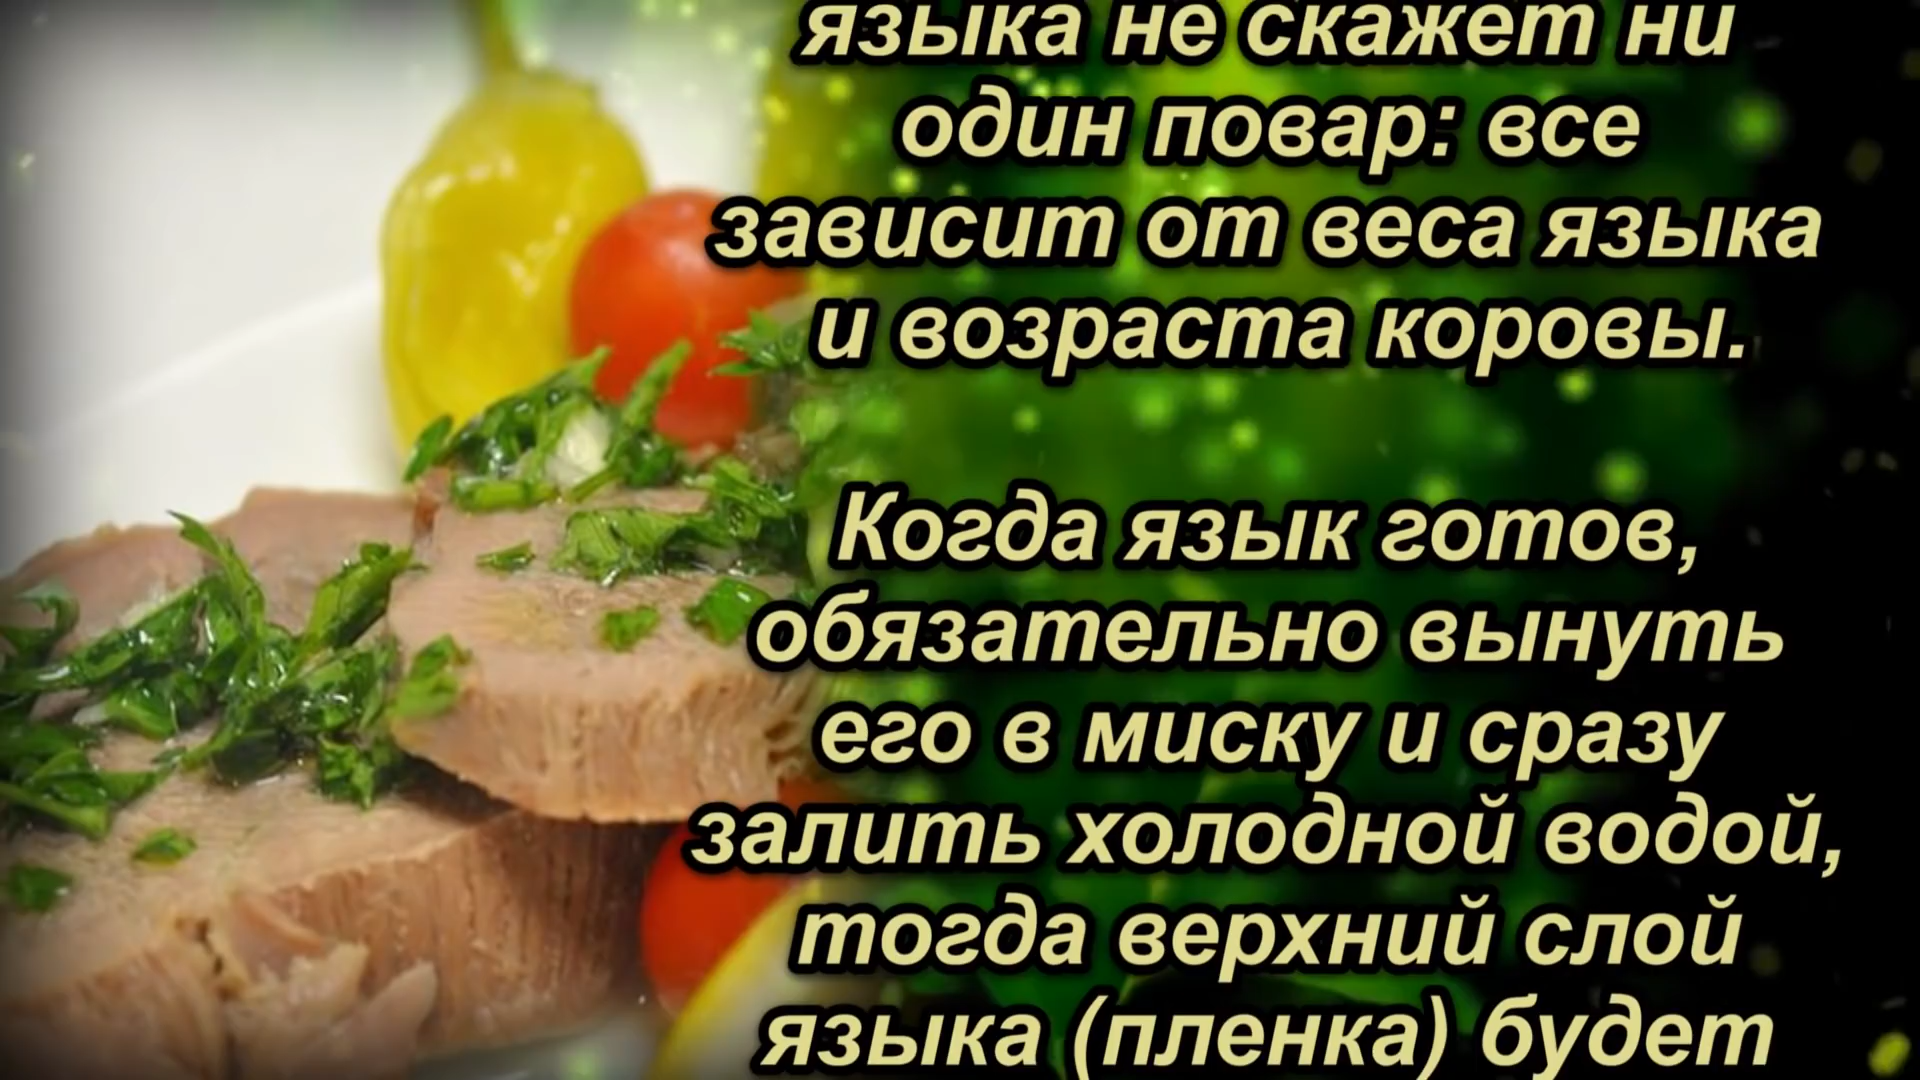 языка не скажет ни
один повар: все
зависит от веса языка
и возраста коровы.
Когда язык готов,
обязательно вынуть
его в миску и сразу
залить холодной водой,
тогда верхний слой
языка (пленка) будет